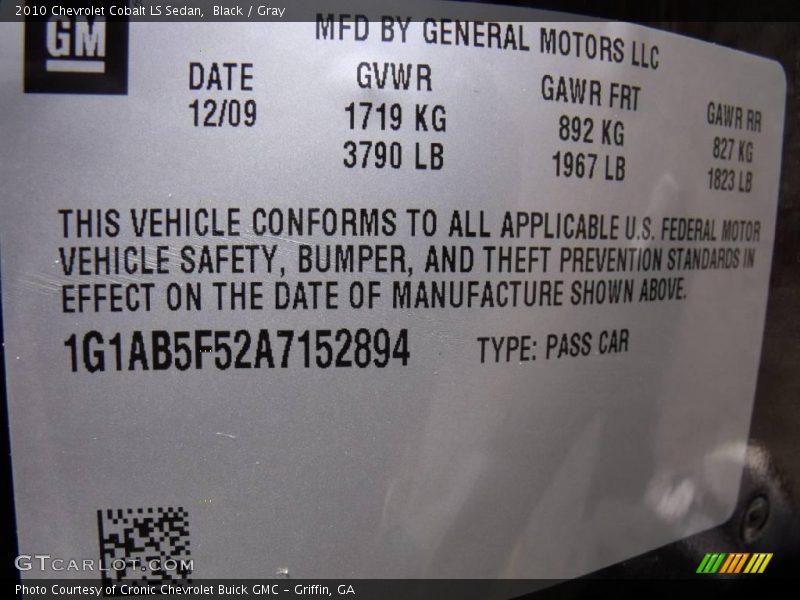 2010 Chevrolet Cobalt LS Sedan, Black / Gray
GM
MFD BY GENERAL MOTORS LLC
DATE GVWR GAWR FRT GAWR RR
12/09 1719 KG 892 KG 827 KG
3790 LB 1967 LB 1823 LB
THIS VEHICLE CONFORMS TO ALL APPLICABLE U.S. FEDERAL MOTOR
VEHICLE SAFETY, BUMPER, AND THEFT PREVENTION STANDARDS IN
EFFECT ON THE DATE OF MANUFACTURE SHOWN ABOVE.
1G1AB5F52A7152894 TYPE: PASS CAR
GTCARLOT.COM
Photo Courtesy of Cronic Chevrolet Buick GMC – Griffin, GA